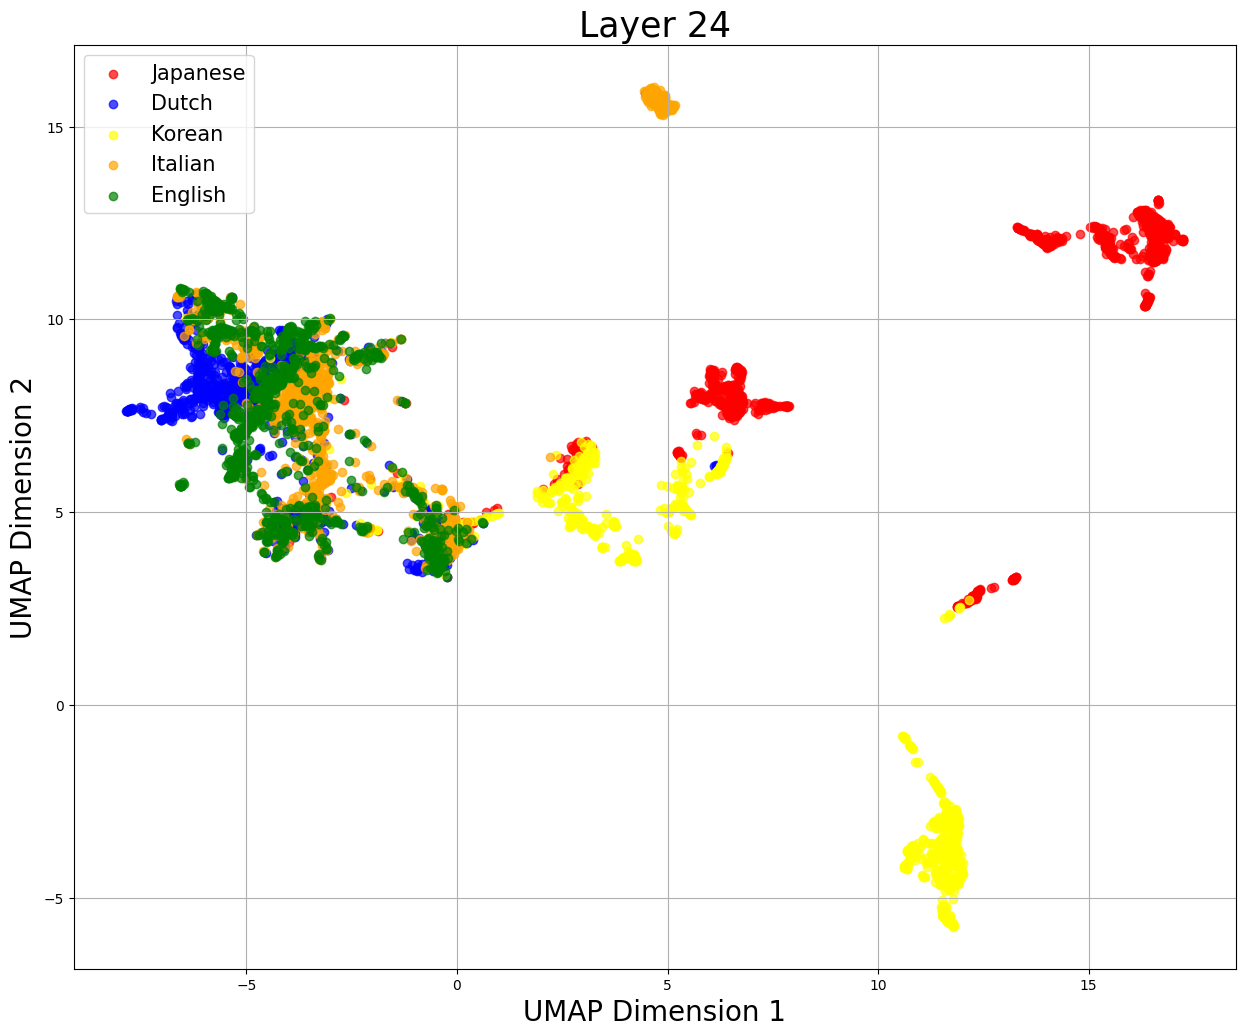 Layer 24
Japanese
Dutch
Korean
Italian
English
UMAP Dimension 2
15
10
5
0
−5
−5
0
5
10
15
UMAP Dimension 1